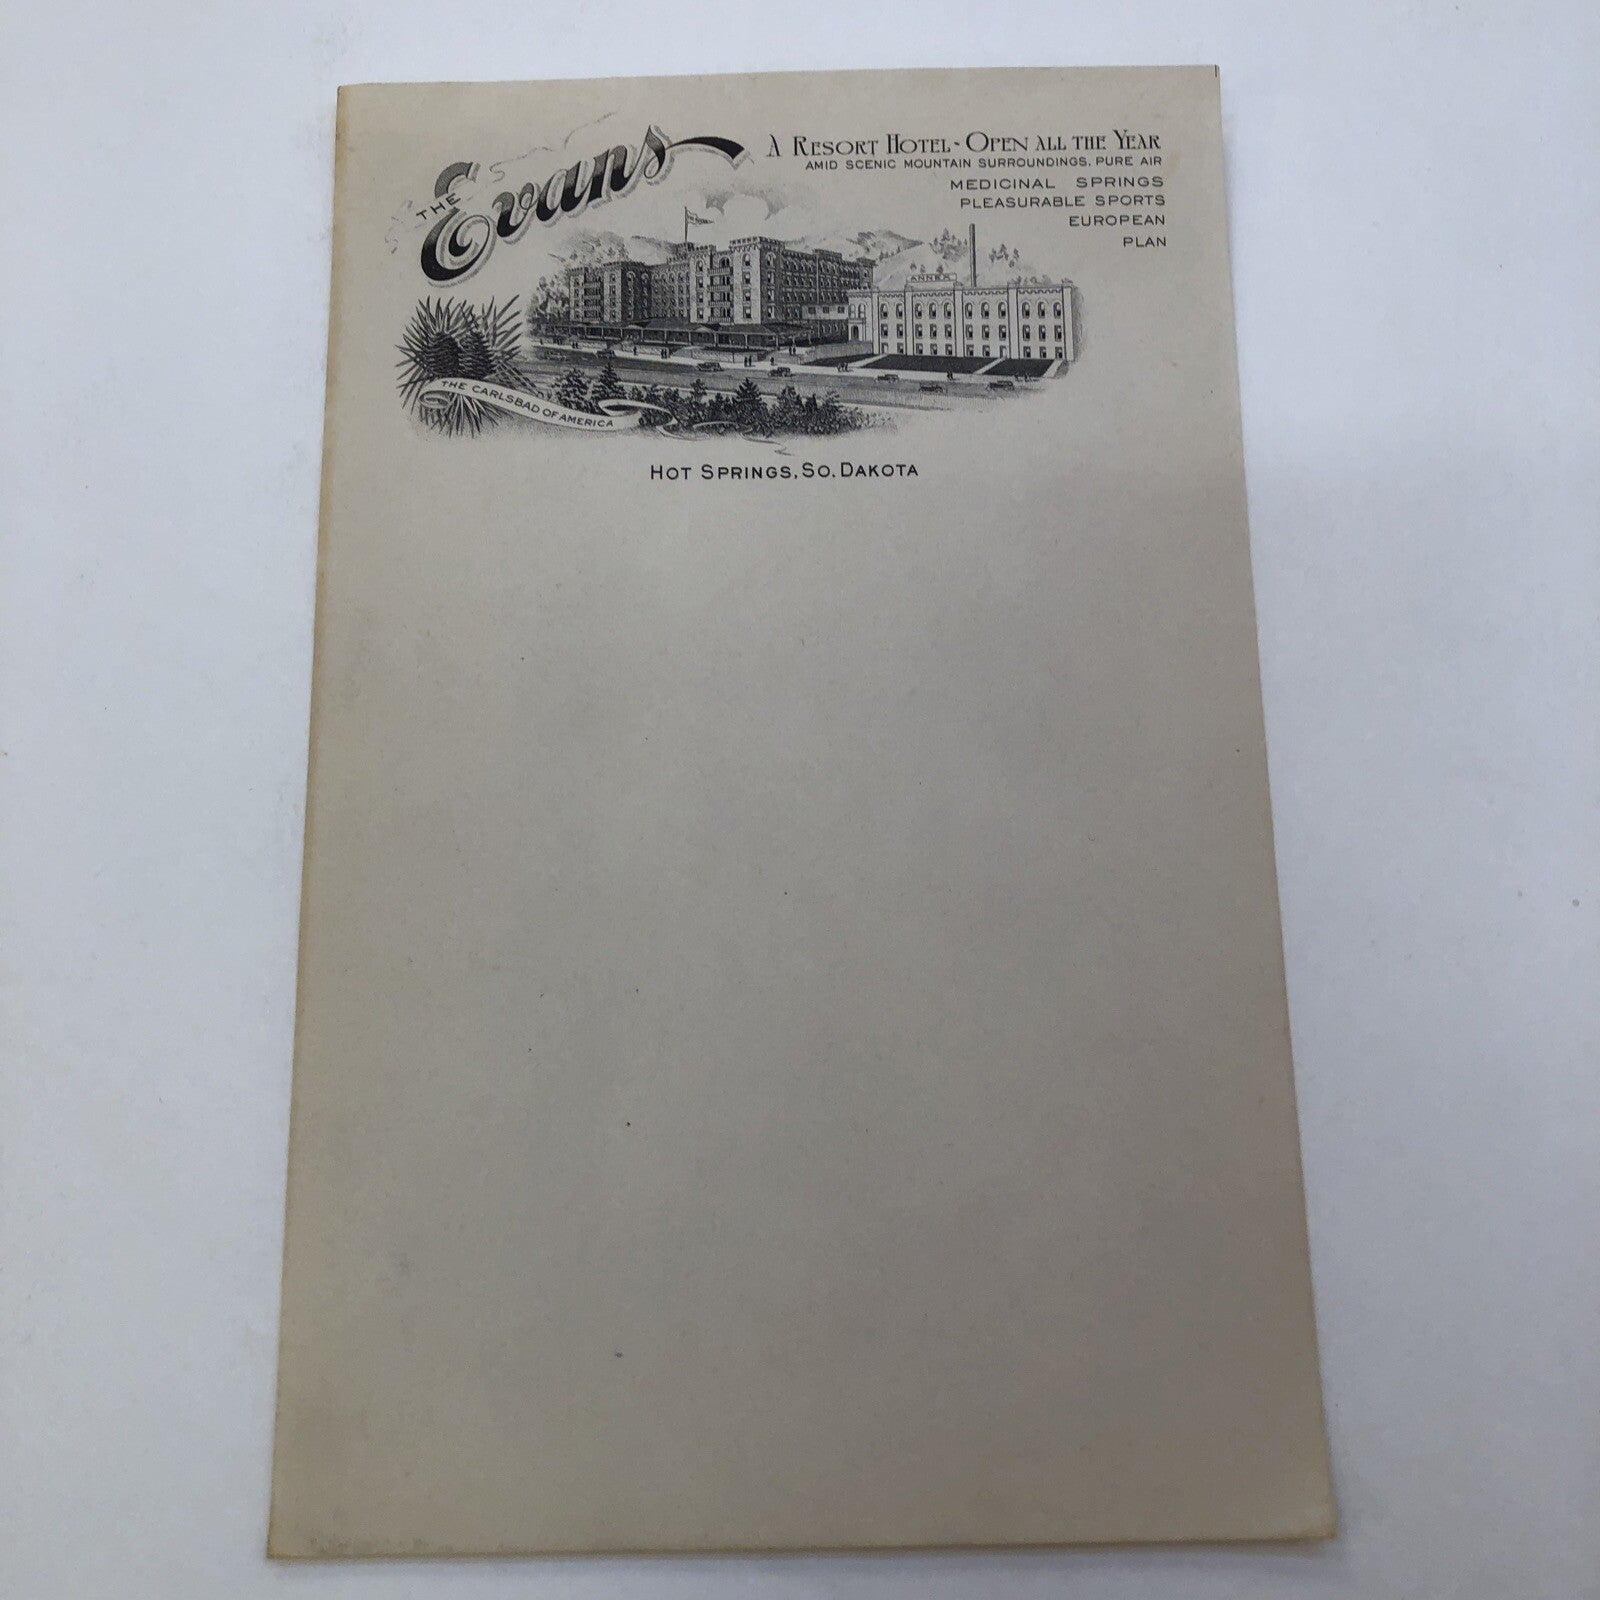 THE Evans
A RESORT HOTEL - OPEN ALL THE YEAR
AMID SCENIC MOUNTAIN SURROUNDINGS, PURE AIR
MEDICINAL SPRINGS
PLEASURABLE SPORTS
EUROPEAN
PLAN
ANNEX
THE CARLSBAD OF AMERICA
HOT SPRINGS, SO. DAKOTA